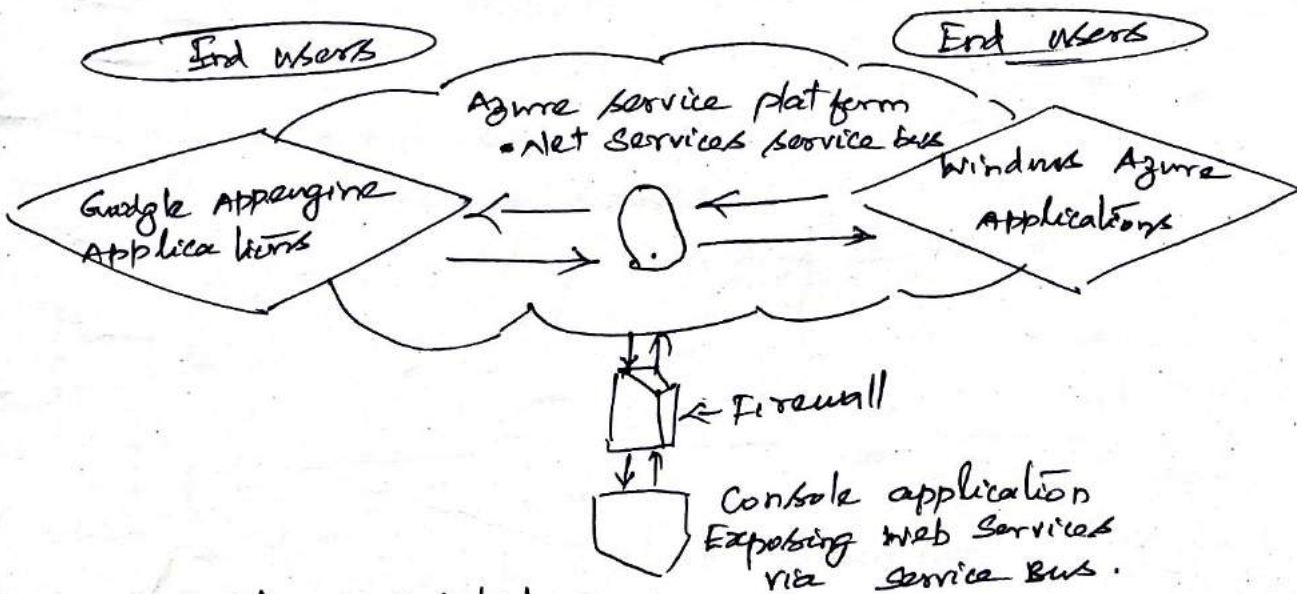 End users
End users
Azure service platform
• Net Services service bus
Google Appengine
Applications
Windows Azure
Applications
← Firewall
Console application
Exposing web Services
via Service Bus.